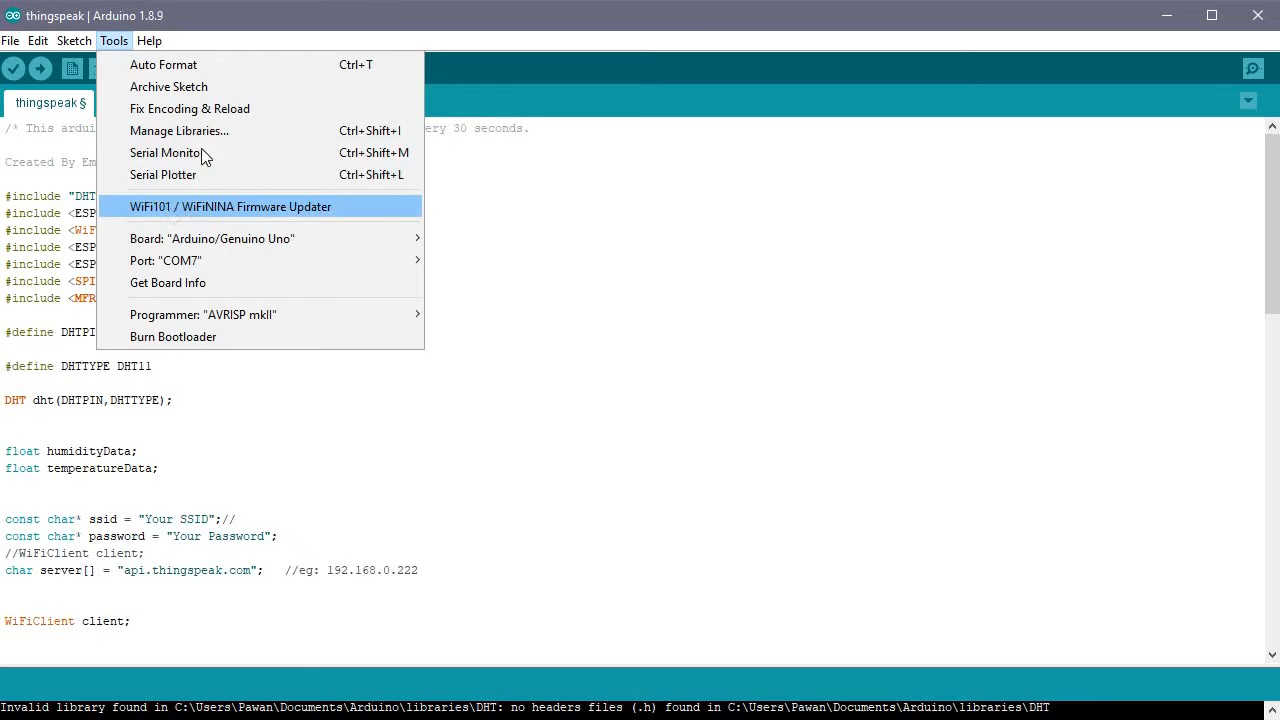 thingspeak | Arduino 1.8.9
File Edit Sketch Tools Help
Auto Format Ctrl+T
Archive Sketch
Fix Encoding & Reload
Manage Libraries... Ctrl+Shift+I
Serial Monitor Ctrl+Shift+M
Serial Plotter Ctrl+Shift+L
WiFi101 / WiFiNINA Firmware Updater
Board: "Arduino/Genuino Uno"
Port: "COM7"
Get Board Info
Programmer: "AVRISP mkII"
Burn Bootloader
thingspeak §
/* This ardui
ery 30 seconds.
Created By Em
#include "DHT
#include <ESP
#include <WiF
#include <ESP
#include <ESP
#include <SPI
#include <MFR
#define DHTPI
#define DHTTYPE DHT11
DHT dht(DHTPIN,DHTTYPE);
float humidityData;
float temperatureData;
const char* ssid = "Your SSID";//
const char* password = "Your Password";
//WiFiClient client;
char server[] = "api.thingspeak.com";   //eg: 192.168.0.222
WiFiClient client;
Invalid library found in C:\Users\Pawan\Documents\Arduino\libraries\DHT: no headers files (.h) found in C:\Users\Pawan\Documents\Arduino\libraries\DHT